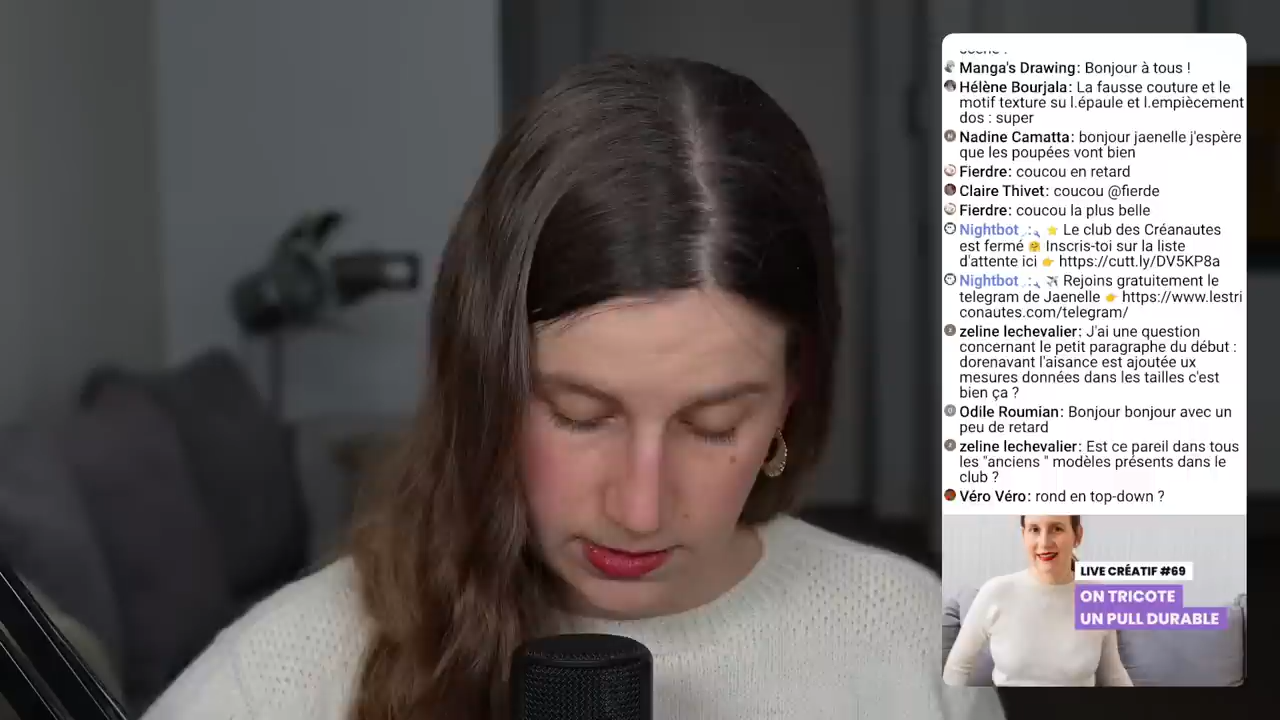 Manga's Drawing: Bonjour à tous !
Hélène Bourjala: La fausse couture et le
motif texture su l.épaule et l.empiècement
dos : super
Nadine Camatta: bonjour jaenelle j'espère
que les poupées vont bien
Fierdre: coucou en retard
Claire Thivet: coucou @fierde
Fierdre: coucou la plus belle
Nightbot : Le club des Créanautes
est fermé 🤗 Inscris-toi sur la liste
d'attente ici 👉 https://cutt.ly/DV5KP8a
Nightbot : Rejoins gratuitement le
telegram de Jaenelle 👉 https://www.lestri
conautes.com/telegram/
zeline lechevalier: J'ai une question
concernant le petit paragraphe du début :
dorenavant l'aisance est ajoutée ux
mesures données dans les tailles c'est
bien ça ?
Odile Roumian: Bonjour bonjour avec un
peu de retard
zeline lechevalier: Est ce pareil dans tous
les "anciens " modèles présents dans le
club ?
Véro Véro: rond en top-down ?
LIVE CRÉATIF #69
ON TRICOTE
UN PULL DURABLE